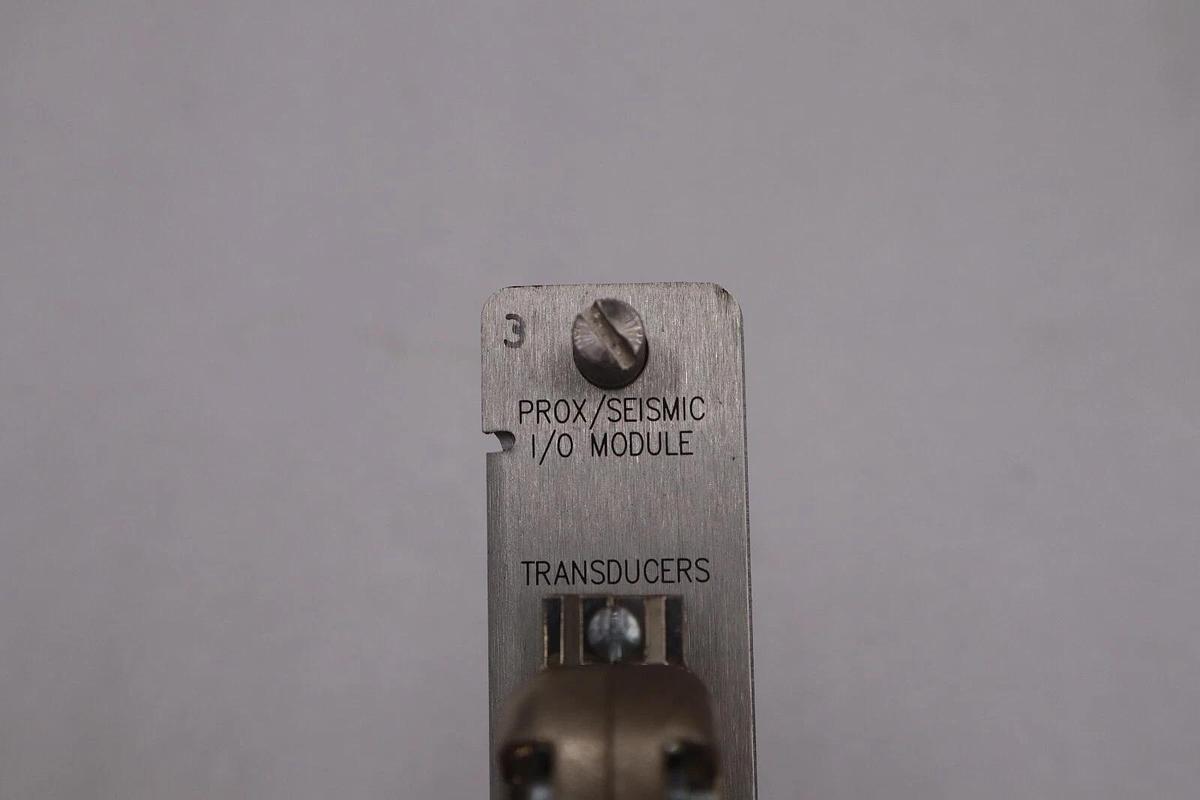 3
PROX/SEISMIC
I/O MODULE
TRANSDUCERS